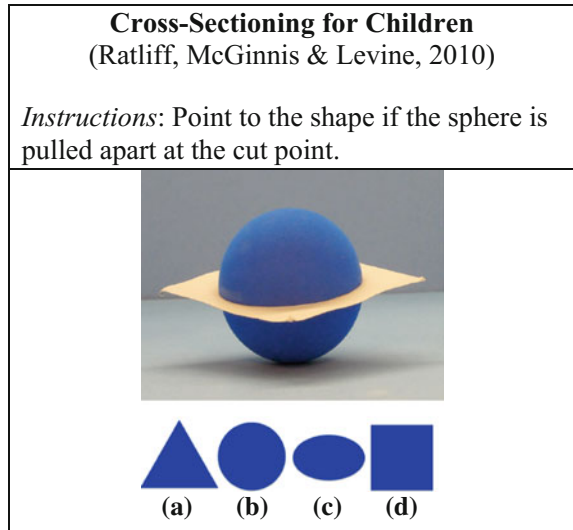 Cross-Sectioning for Children
(Ratliff, McGinnis & Levine, 2010)
Instructions: Point to the shape if the sphere is
pulled apart at the cut point.
(a) (b) (c) (d)